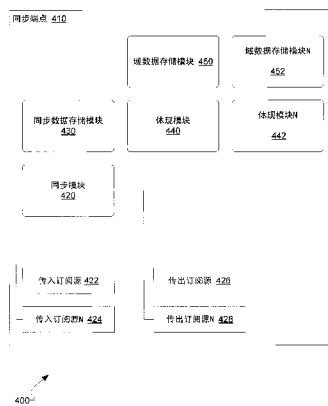 同步端点 410
域数据存储模块 450
域数据存储模块N
452
同步数据存储模块
430
体现模块
440
体现模块N
442
同步模块
420
传入订阅源 422
传出订阅源 426
传入订阅源N 424
传出订阅源N 428
400